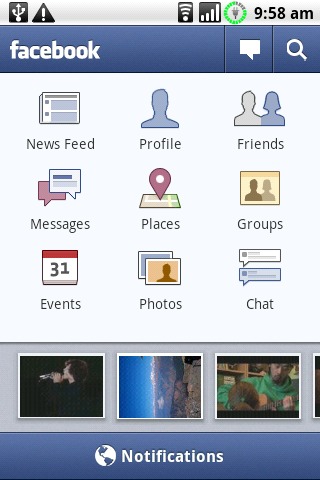 9:58 am
facebook
News Feed
Profile
Friends
Messages
Places
Groups
31
Events
Photos
Chat
Notifications